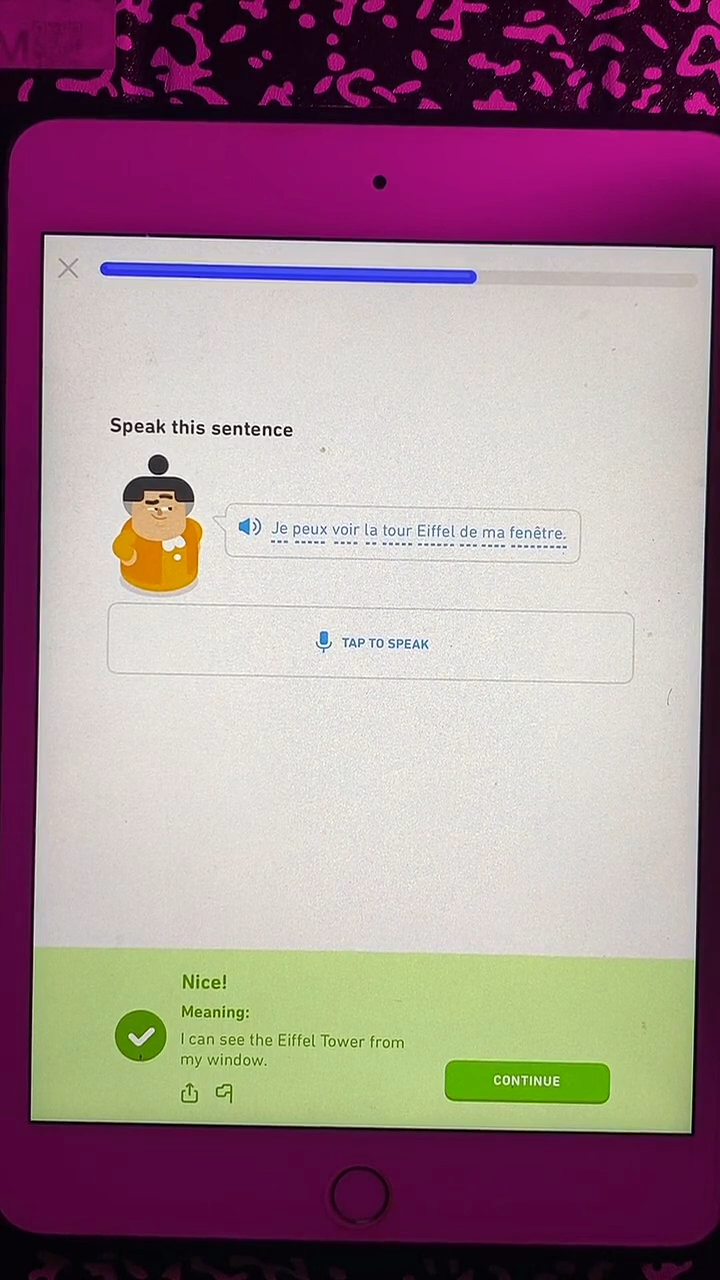 M
Speak this sentence
Je peux voir la tour Eiffel de ma fenêtre.
TAP TO SPEAK
Nice!
Meaning:
I can see the Eiffel Tower from
my window.
CONTINUE